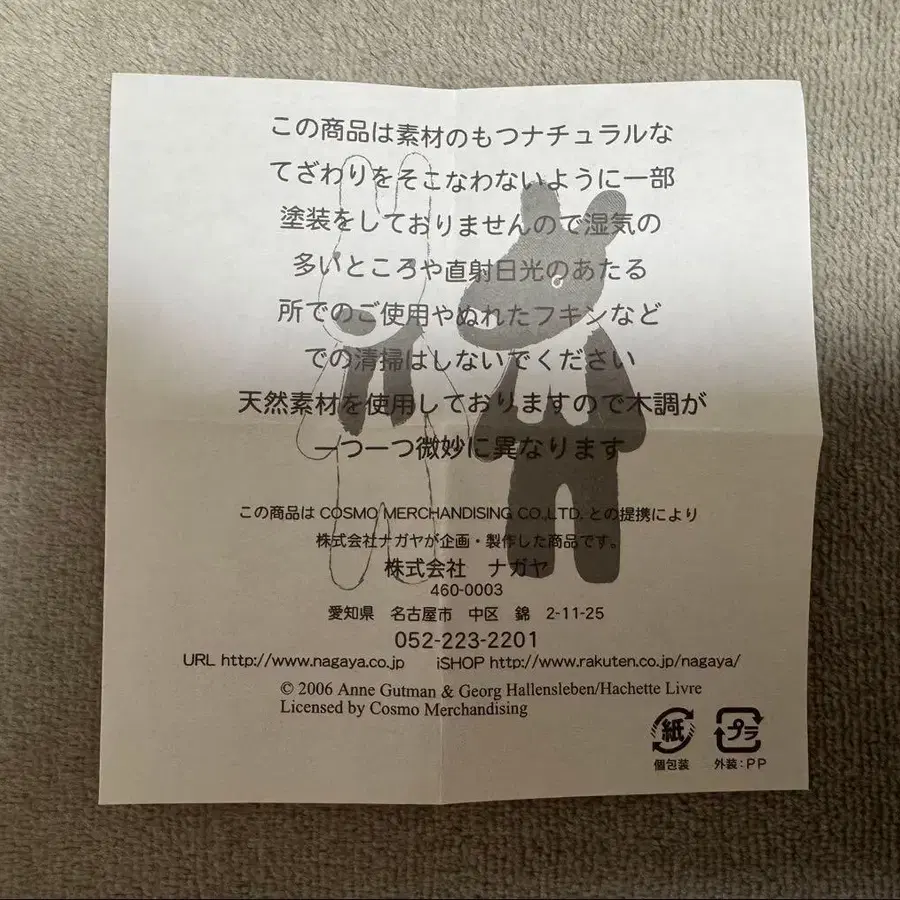 この商品は素材のもつナチュラルな
てざわりをそこなわないように一部
塗装をしておりませんので湿気の
多いところや直射日光のあたる
所でのご使用やぬれたフキンなど
での清掃はしないでください
天然素材を使用しておりますので木調が
一つ一つ微妙に異なります
この商品は COSMO MERCHANDISING CO.,LTD. との提携により
株式会社ナガヤが企画・製作した商品です。
株式会社 ナガヤ
460-0003
愛知県 名古屋市 中区 錦 2-11-25
052-223-2201
URL http://www.nagaya.co.jp iSHOP http://www.rakuten.co.jp/nagaya/
© 2006 Anne Gutman & Georg Hallensleben/Hachette Livre
Licensed by Cosmo Merchandising
紙 プラ
個包装 外装:PP